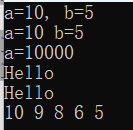 a=10, b=5
a=10 b=5
a=10000
Hello
Hello
10 9 8 6 5